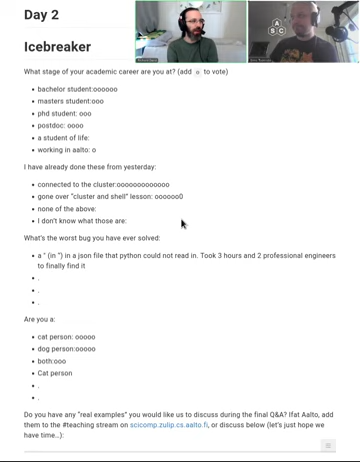 Day 2
Icebreaker
What stage of your academic career are you at? (add o to vote)
bachelor student:oooooo
masters student:ooo
phd student: ooo
postdoc: oooo
a student of life:
working in aalto: o
I have already done these from yesterday:
connected to the cluster:ooooooooooooo
gone over "cluster and shell" lesson: oooooo0
none of the above:
I don't know what those are:
What's the worst bug you have ever solved:
a " (in ") in a json file that python could not read in. Took 3 hours and 2 professional engineers
to finally find it
.
.
.
Are you a:
cat person: ooooo
dog person:ooooo
both:ooo
Cat person
.
.
Do you have any "real examples" you would like us to discuss during the final Q&A? Ifat Aalto, add
them to the #teaching stream on scicomp.zulip.cs.aalto.fi, or discuss below (let's just hope we
have time...):
A
S C